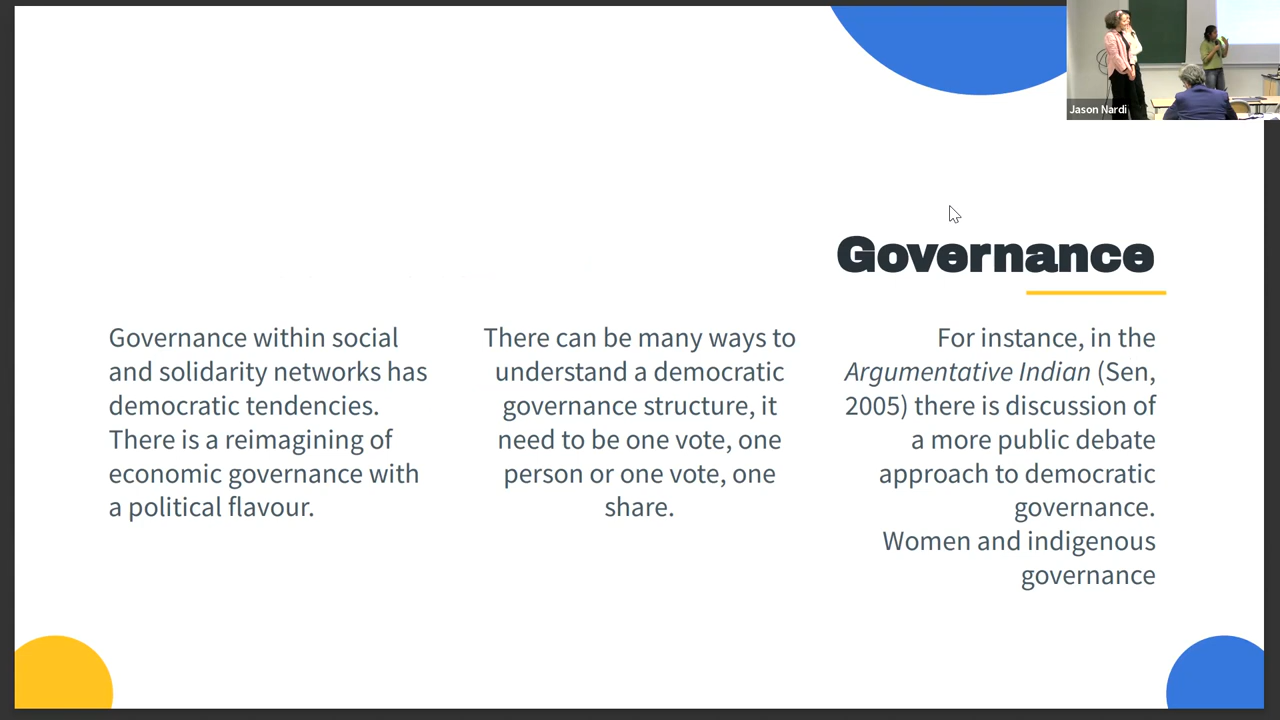 Jason Nardi
Governance
Governance within social
and solidarity networks has
democratic tendencies.
There is a reimagining of
economic governance with
a political flavour.
There can be many ways to
understand a democratic
governance structure, it
need to be one vote, one
person or one vote, one
share.
For instance, in the
Argumentative Indian (Sen,
2005) there is discussion of
a more public debate
approach to democratic
governance.
Women and indigenous
governance